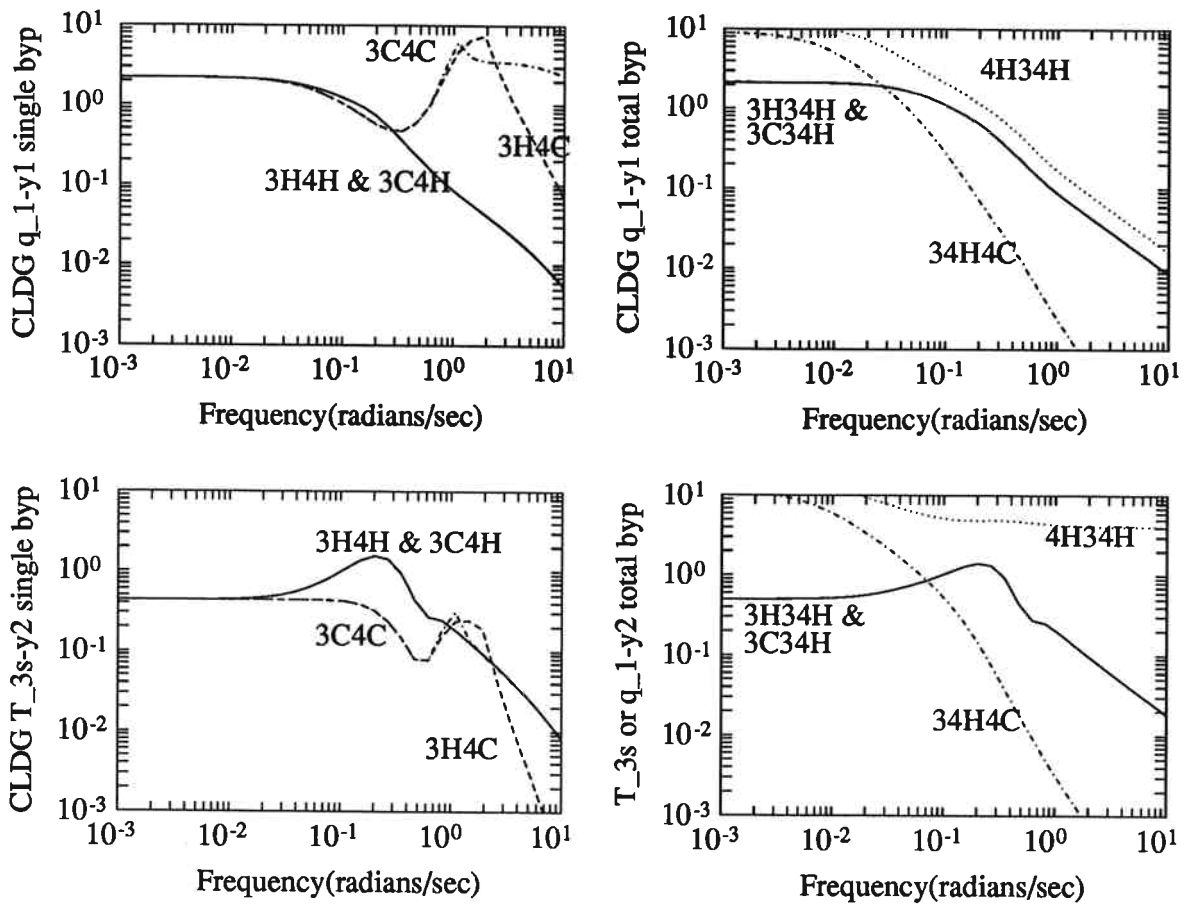 CLDG q_1-y1 single byp
10^1
10^0
10^-1
10^-2
10^-3
3C4C
3H4C
3H4H & 3C4H
10^-3 10^-2 10^-1 10^0 10^1
Frequency(radians/sec)
CLDG q_1-y1 total byp
10^1
10^0
10^-1
10^-2
10^-3
4H34H
3H34H &
3C34H
34H4C
10^-3 10^-2 10^-1 10^0 10^1
Frequency(radians/sec)
CLDG T_3s-y2 single byp
10^1
10^0
10^-1
10^-2
10^-3
3H4H & 3C4H
3C4C
3H4C
10^-3 10^-2 10^-1 10^0 10^1
Frequency(radians/sec)
T_3s or q_1-y2 total byp
10^1
10^0
10^-1
10^-2
10^-3
4H34H
3H34H &
3C34H
34H4C
10^-3 10^-2 10^-1 10^0 10^1
Frequency(radians/sec)